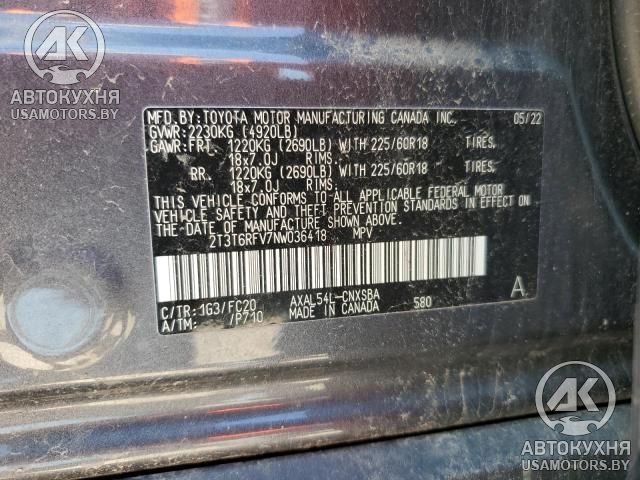 AK
АВТОКУХНЯ
USAMOTORS.BY
MFD.BY:TOYOTA MOTOR MANUFACTURING CANADA INC. 05/22
GVWR:2230KG (4920LB)
GAWR:FRT. 1220KG (2690LB) WITH 225/60R18 TIRES,
18x7.0J RIMS,
RR. 1220KG (2690LB) WITH 225/60R18 TIRES,
18x7.0J RIMS,
THIS VEHICLE CONFORMS TO ALL APPLICABLE FEDERAL MOTOR
VEHICLE SAFETY AND THEFT PREVENTION STANDARDS IN EFFECT ON
THE-DATE OF MANUFACTURE SHOWN ABOVE.
2T3T6RFV7NW036418 MPV
C/TR:1G3/FC20 AXAL54L-CNXSBA 580 A
A/TM: /P710 MADE IN CANADA
AK
АВТОКУХНЯ
USAMOTORS.BY